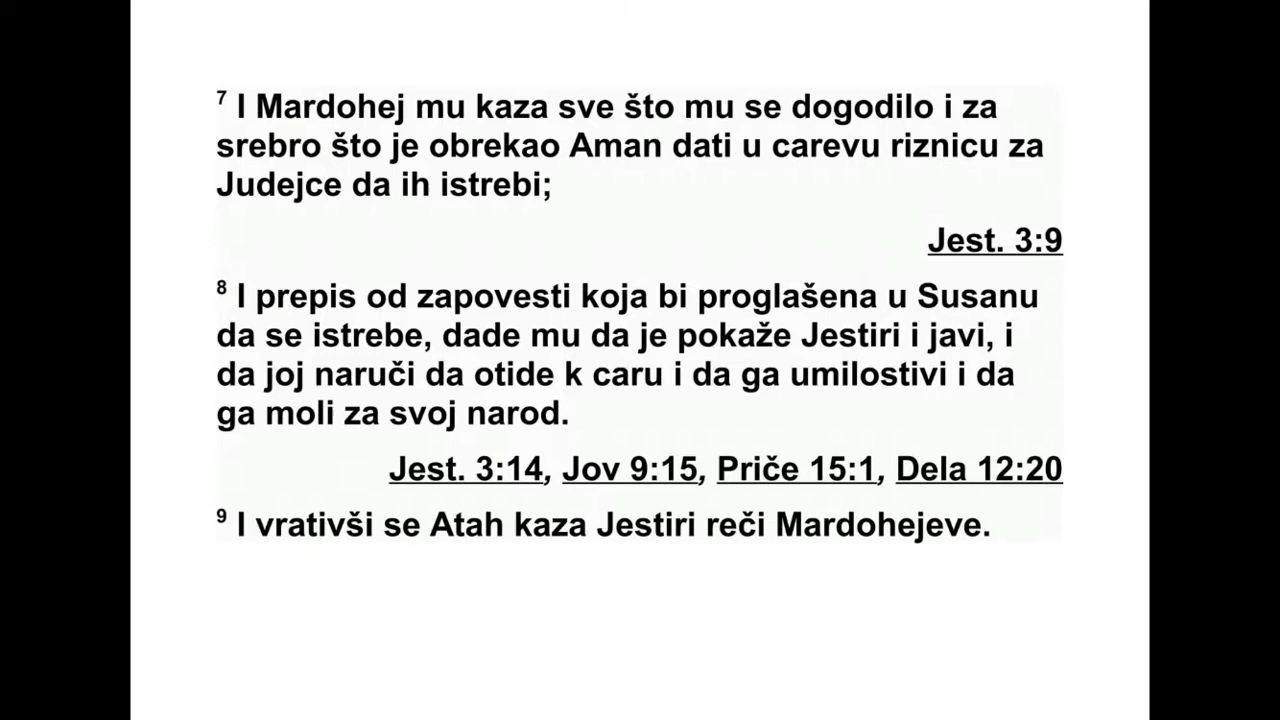 7 I Mardohej mu kaza sve što mu se dogodilo i za
srebro što je obrekao Aman dati u carevu riznicu za
Judejce da ih istrebi;
Jest. 3:9
8 I prepis od zapovesti koja bi proglašena u Susanu
da se istrebe, dade mu da je pokaže Jestiri i javi, i
da joj naruči da otide k caru i da ga umilostivi i da
ga moli za svoj narod.
Jest. 3:14, Jov 9:15, Priče 15:1, Dela 12:20
9 I vrativši se Atah kaza Jestiri reči Mardohejeve.